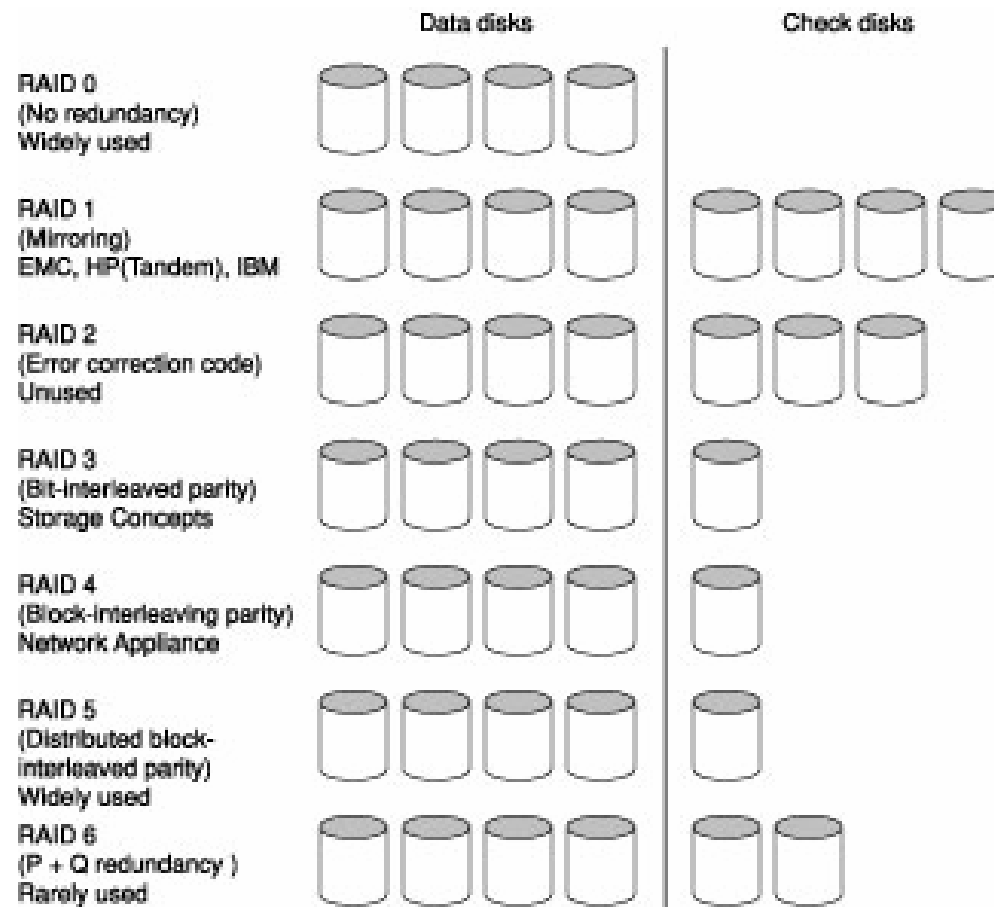 Data disks
Check disks
RAID 0
(No redundancy)
Widely used
RAID 1
(Mirroring)
EMC, HP(Tandem), IBM
RAID 2
(Error correction code)
Unused
RAID 3
(Bit-interleaved parity)
Storage Concepts
RAID 4
(Block-interleaving parity)
Network Appliance
RAID 5
(Distributed block-
interleaved parity)
Widely used
RAID 6
(P + Q redundancy )
Rarely used